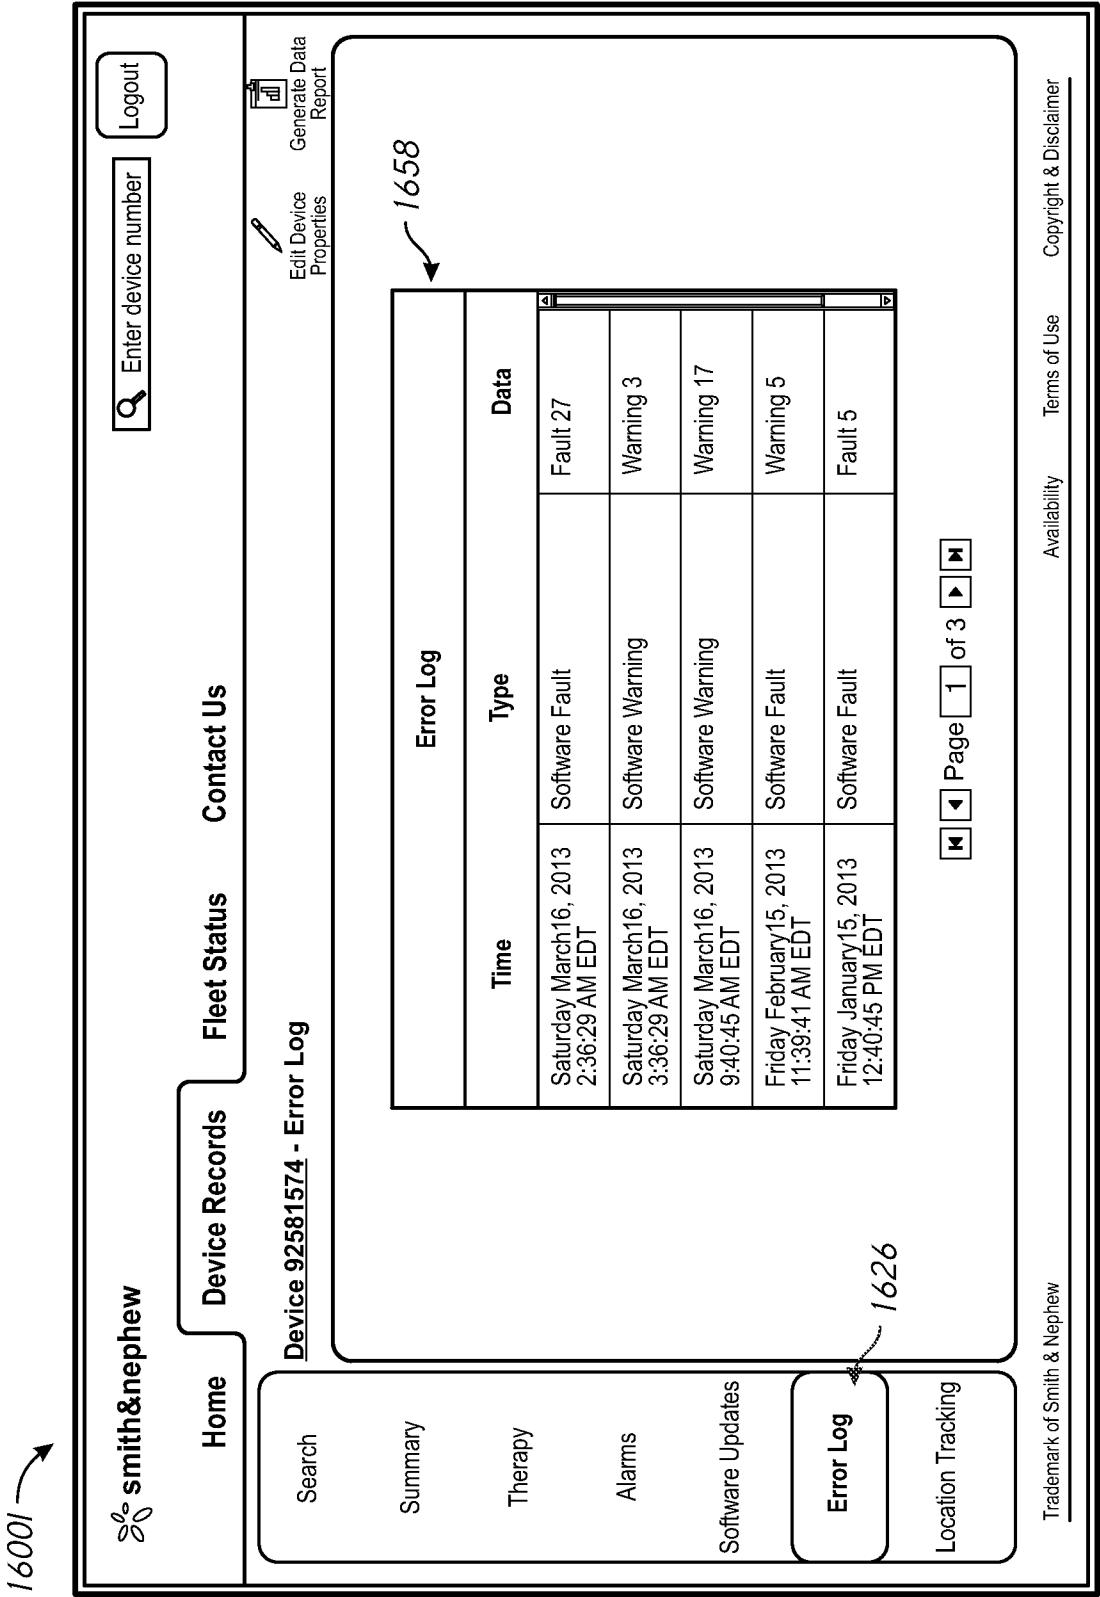 1600I
smith&nephew
Enter device number
Logout
Home
Device Records
Fleet Status
Contact Us
Device 92581574 - Error Log
Edit Device
Properties
Generate Data
Report
Search
Summary
Therapy
Alarms
Software Updates
Error Log
Location Tracking
1626
1658
Error Log
Time Type Data
Saturday March16, 2013
2:36:29 AM EDT
Software Fault
Fault 27
Saturday March16, 2013
3:36:29 AM EDT
Software Warning
Warning 3
Saturday March16, 2013
9:40:45 AM EDT
Software Warning
Warning 17
Friday February15, 2013
11:39:41 AM EDT
Software Fault
Warning 5
Friday January15, 2013
12:40:45 PM EDT
Software Fault
Fault 5
Page 1 of 3
Trademark of Smith & Nephew
Availability
Terms of Use
Copyright & Disclaimer